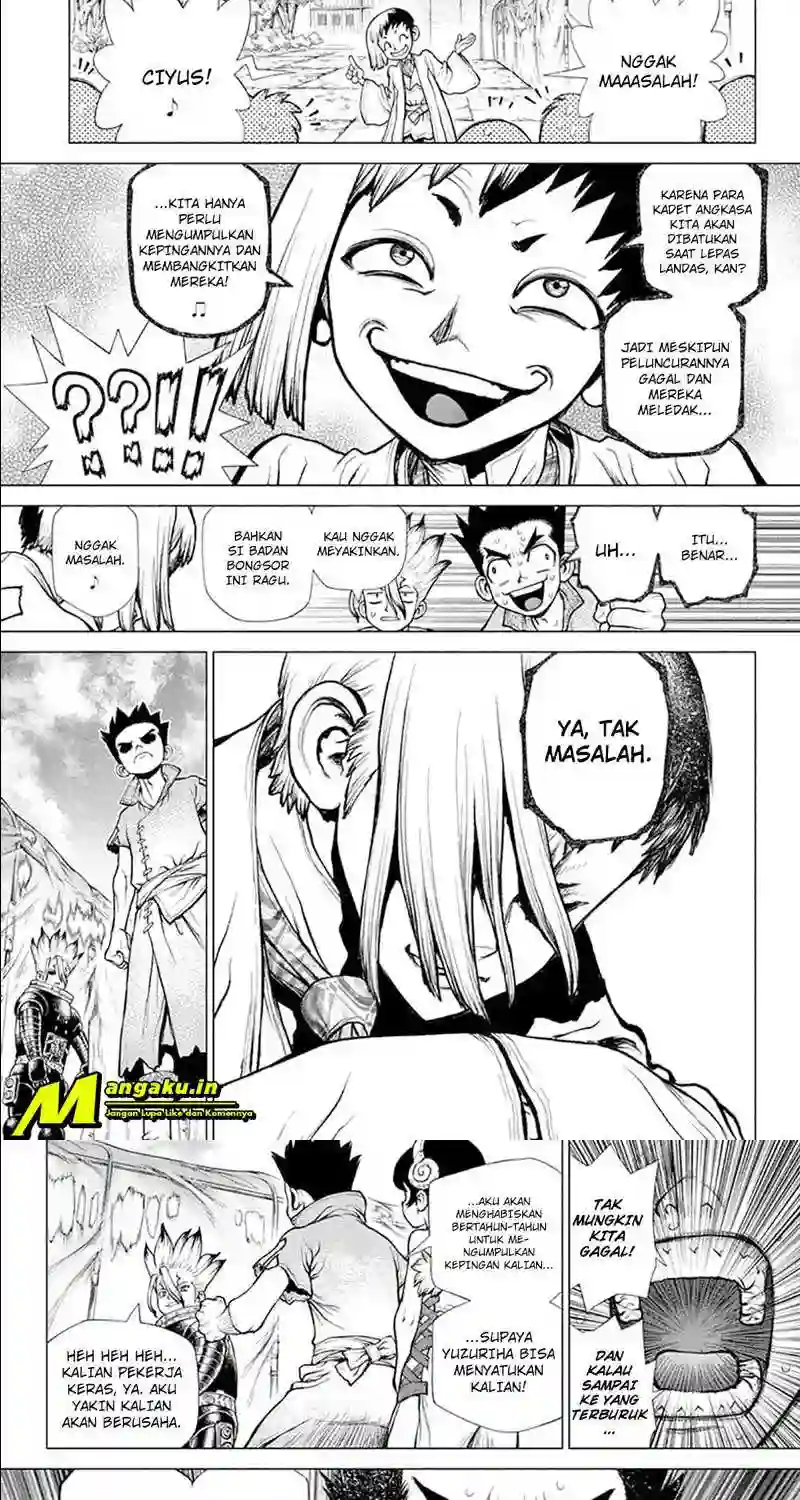 NGGAK
MAAASALAH!
CIYUS!
♪
KARENA PARA
KADET ANGKASA
KITA AKAN
DIBATUKAN
SAAT LEPAS
LANDAS, KAN?
JADI MESKIPUN
PELUNCURANNYA
GAGAL DAN
MEREKA
MELEDAK...
...KITA HANYA
PERLU
MENGUMPULKAN
KEPINGANNYA DAN
MEMBANGKITKAN
MEREKA!
♫
??!!
ITU...
BENAR...
UH...
KAU NGGAK
MEYAKINKAN.
BAHKAN
SI BADAN
BONGSOR
INI RAGU.
NGGAK
MASALAH.
♪
YA, TAK
MASALAH.
Mangaku.in
Jangan Lupa Like dan Komennya
TAK
MUNGKIN
KITA
GAGAL!
DAN
KALAU
SAMPAI
KE YANG
TERBURUK
...
...AKU AKAN
MENGHABISKAN
BERTAHUN-TAHUN
UNTUK ME-
NGUMPULKAN
KEPINGAN KALIAN...
...SUPAYA
YUZURIHA BISA
MENYATUKAN
KALIAN!
HEH HEH HEH...
KALIAN PEKERJA
KERAS, YA. AKU
YAKIN KALIAN
AKAN BERUSAHA.